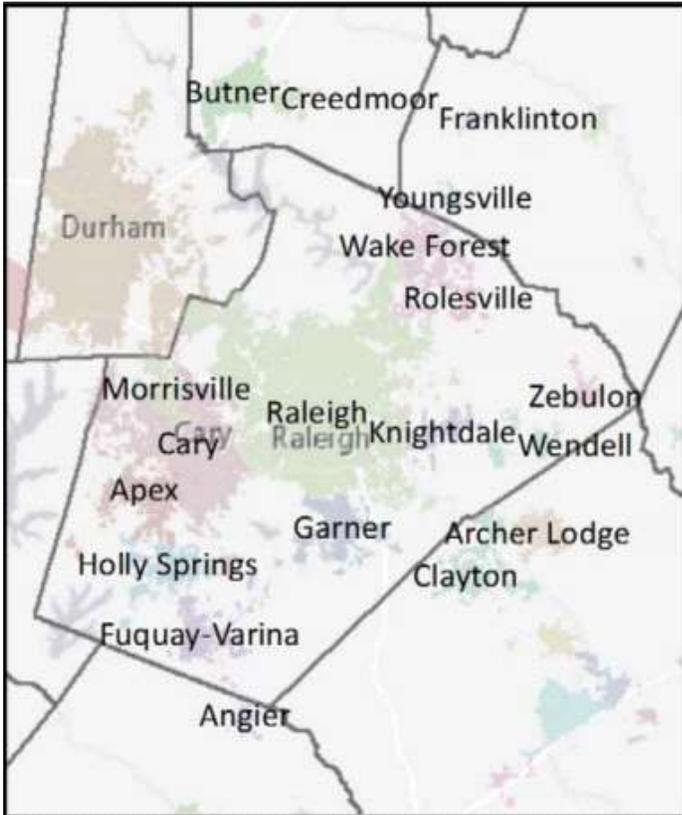 Butner
Creedmoor
Franklinton
Youngsville
Durham
Wake Forest
Rolesville
Morrisville
Zebulon
Raleigh
Raleigh
Knightdale
Cary
Cary
Wendell
Apex
Garner
Archer Lodge
Holly Springs
Clayton
Fuquay-Varina
Angier